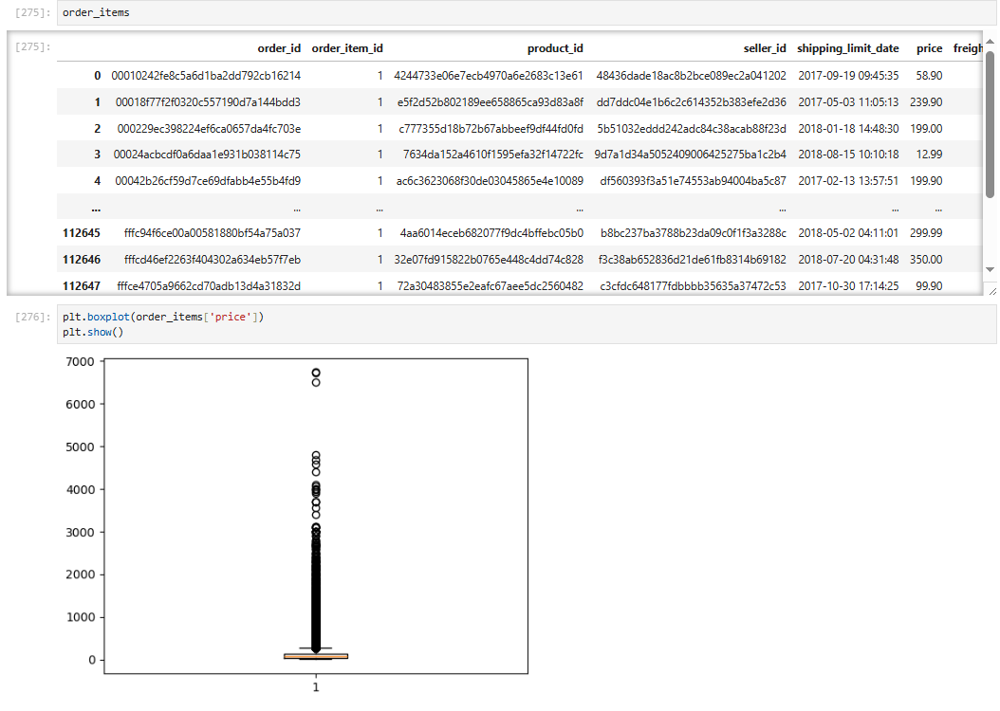 [275]: order_items
[275]: order_id order_item_id product_id seller_id shipping_limit_date price freigh
0 00010242fe8c5a6d1ba2dd792cb16214 1 4244733e06e7ecb4970a6e2683c13e61 48436dade18ac8b2bce089ec2a041202 2017-09-19 09:45:35 58.90
1 00018f77f2f0320c557190d7a144bdd3 1 e5f2d52b802189ee658865ca93d83a8f dd7ddc04e1b6c2c614352b383efe2d36 2017-05-03 11:05:13 239.90
2 000229ec398224ef6ca0657da4fc703e 1 c777355d18b72b67abbeef9df44fd0fd 5b51032eddd242adc84c38acab88f23d 2018-01-18 14:48:30 199.00
3 00024acbcdf0a6daa1e931b038114c75 1 7634da152a4610f1595efa32f14722fc 9d7a1d34a5052409006425275ba1c2b4 2018-08-15 10:10:18 12.99
4 00042b26cf59d7ce69dfabb4e55b4fd9 1 ac6c3623068f30de03045865e4e10089 df560393f3a51e74553ab94004ba5c87 2017-02-13 13:57:51 199.90
... ... ... ... ... ... ...
112645 fffc94f6ce00a00581880bf54a75a037 1 4aa6014eceb682077f9dc4bffebc05b0 b8bc237ba3788b23da09c0f1f3a3288c 2018-05-02 04:11:01 299.99
112646 fffcd46ef2263f404302a634eb57f7eb 1 32e07fd915822b0765e448c4dd74c828 f3c38ab652836d21de61fb8314b69182 2018-07-20 04:31:48 350.00
112647 fffce4705a9662cd70adb13d4a31832d 1 72a30483855e2eafc67aee5dc2560482 c3cfdc648177fdbbbb35635a37472c53 2017-10-30 17:14:25 99.90
[276]: plt.boxplot(order_items['price'])
plt.show()
7000
6000
5000
4000
3000
2000
1000
0
1